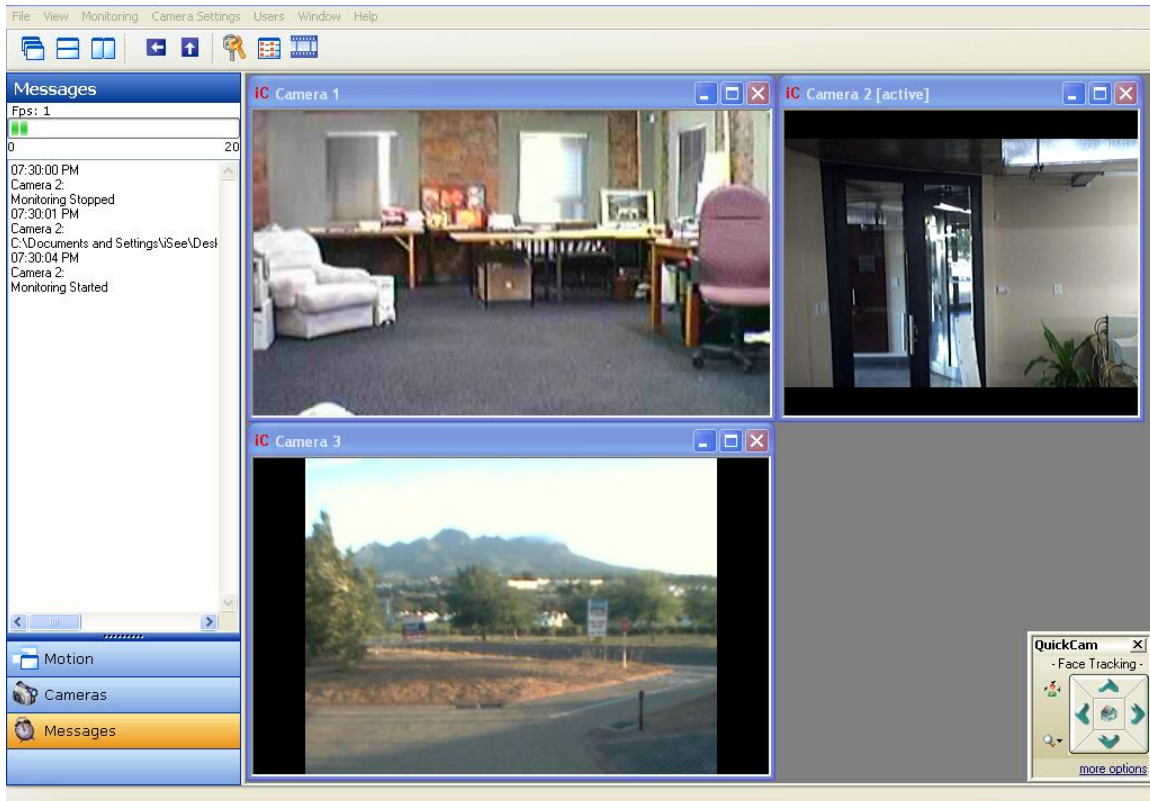 File View Monitoring Camera Settings Users Window Help
Messages
Fps: 1
0 20
07:30:00 PM
Camera 2:
Monitoring Stopped
07:30:01 PM
Camera 2:
C:\Documents and Settings\iSee\Desl
07:30:04 PM
Camera 2:
Monitoring Started
Motion
Cameras
Messages
iC Camera 1
iC Camera 2 [active]
iC Camera 3
QuickCam X
- Face Tracking -
more options